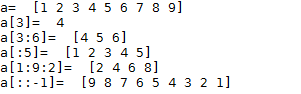 a=  [1 2 3 4 5 6 7 8 9]
a[3]=  4
a[3:6]=  [4 5 6]
a[:5]=  [1 2 3 4 5]
a[1:9:2]=  [2 4 6 8]
a[::-1]=  [9 8 7 6 5 4 3 2 1]